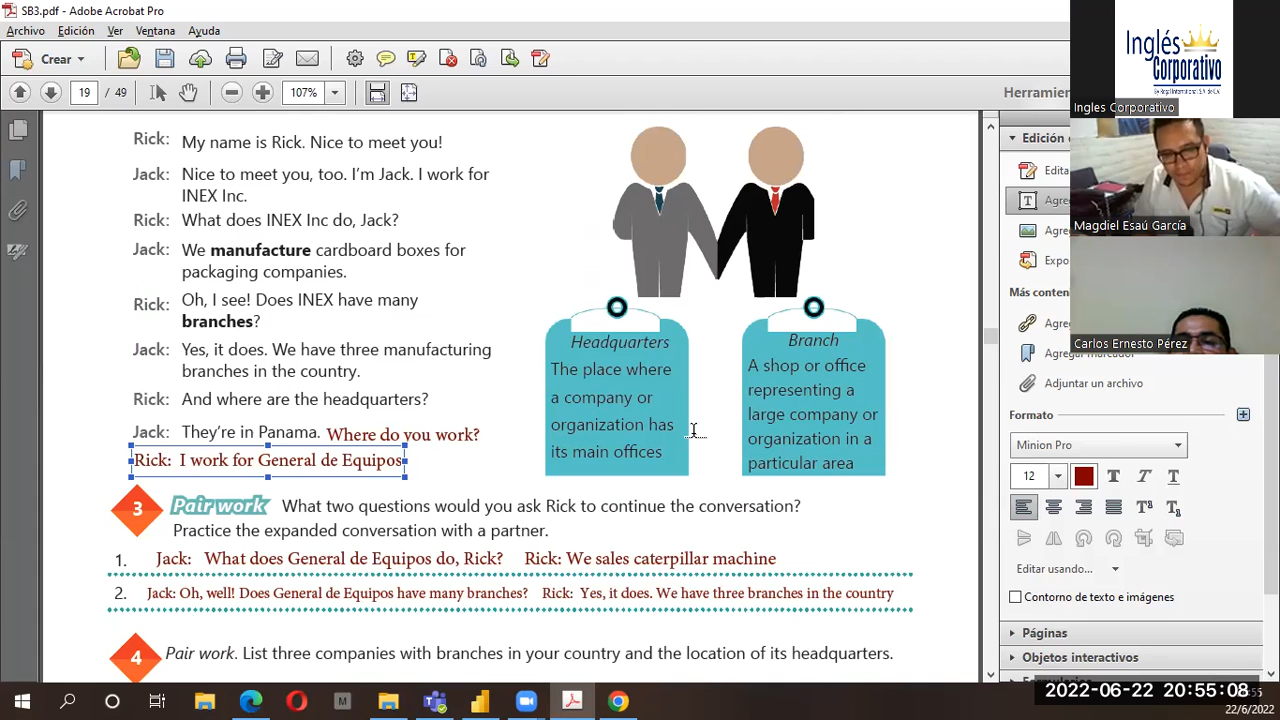 SB3.pdf - Adobe Acrobat Pro
Archivo Edición Ver Ventana Ayuda
Crear
19 / 49 107% Herramien
Rick: My name is Rick. Nice to meet you!
Jack: Nice to meet you, too. I'm Jack. I work for
INEX Inc.
Rick: What does INEX Inc do, Jack?
Jack: We manufacture cardboard boxes for
packaging companies.
Rick: Oh, I see! Does INEX have many
branches?
Jack: Yes, it does. We have three manufacturing
branches in the country.
Rick: And where are the headquarters?
Jack: They're in Panama. Where do you work?
Rick: I work for General de Equipos
Headquarters
The place where
a company or
organization has
its main offices
Branch
A shop or office
representing a
large company or
organization in a
particular area
3 Pair work What two questions would you ask Rick to continue the conversation?
Practice the expanded conversation with a partner.
1. Jack: What does General de Equipos do, Rick? Rick: We sales caterpillar machine
2. Jack: Oh, well! Does General de Equipos have many branches? Rick: Yes, it does. We have three branches in the country
4 Pair work. List three companies with branches in your country and the location of its headquarters.
Edición
Edita
Agre
Agre
Expo
Más conten
Agre
Agregar marcador
Adjuntar un archivo
Formato
Minion Pro
12
Editar usando...
Contorno de texto e imágenes
Páginas
Objetos interactivos
Inglés
Corporativo
Ingles Corporativo
Magdiel Esaú García
Carlos Ernesto Pérez
2022-06-22 20:55:08
22/6/2022